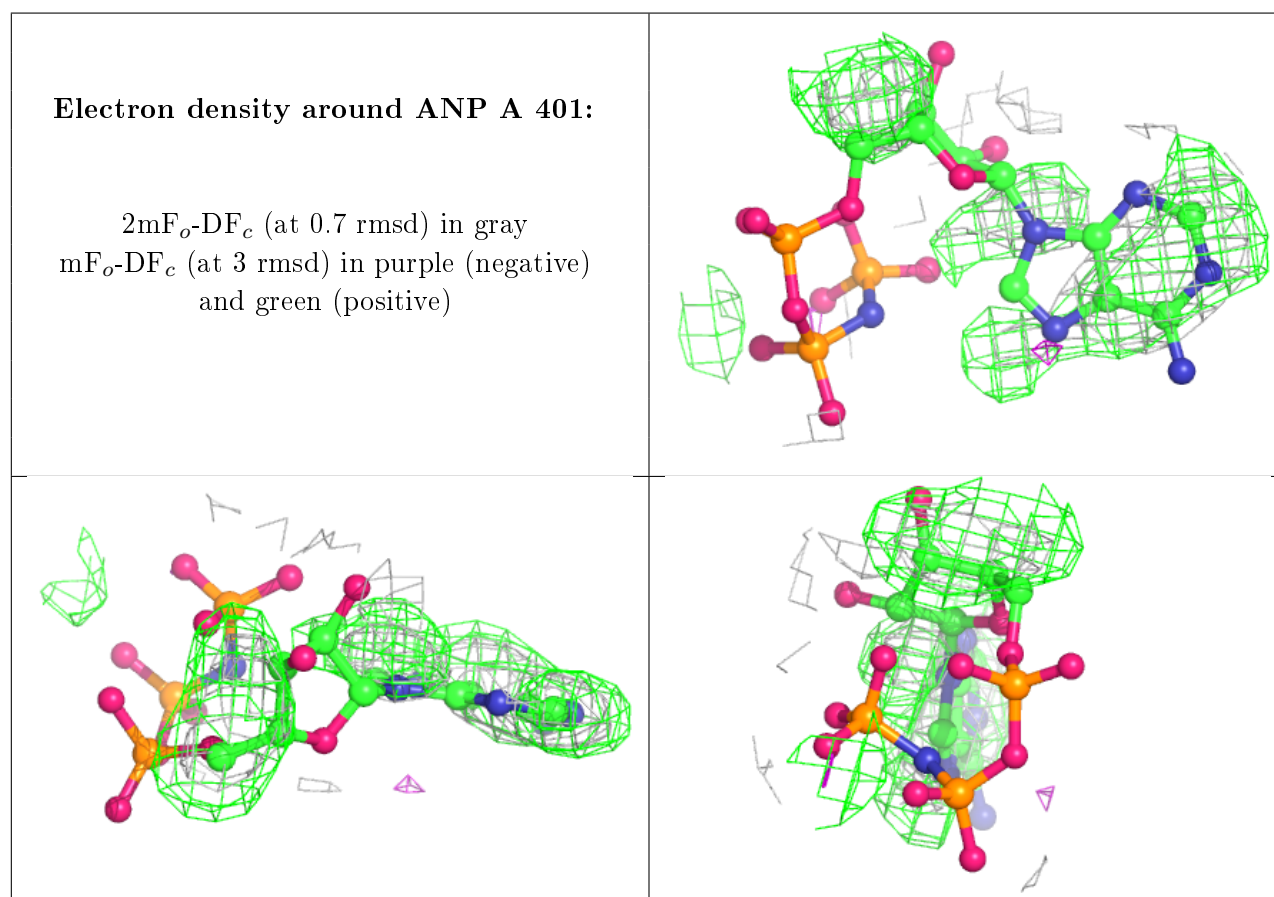 Electron density around ANP A 401:
2mFₒ-DF𝒸 (at 0.7 rmsd) in gray
mFₒ-DF𝒸 (at 3 rmsd) in purple (negative)
and green (positive)